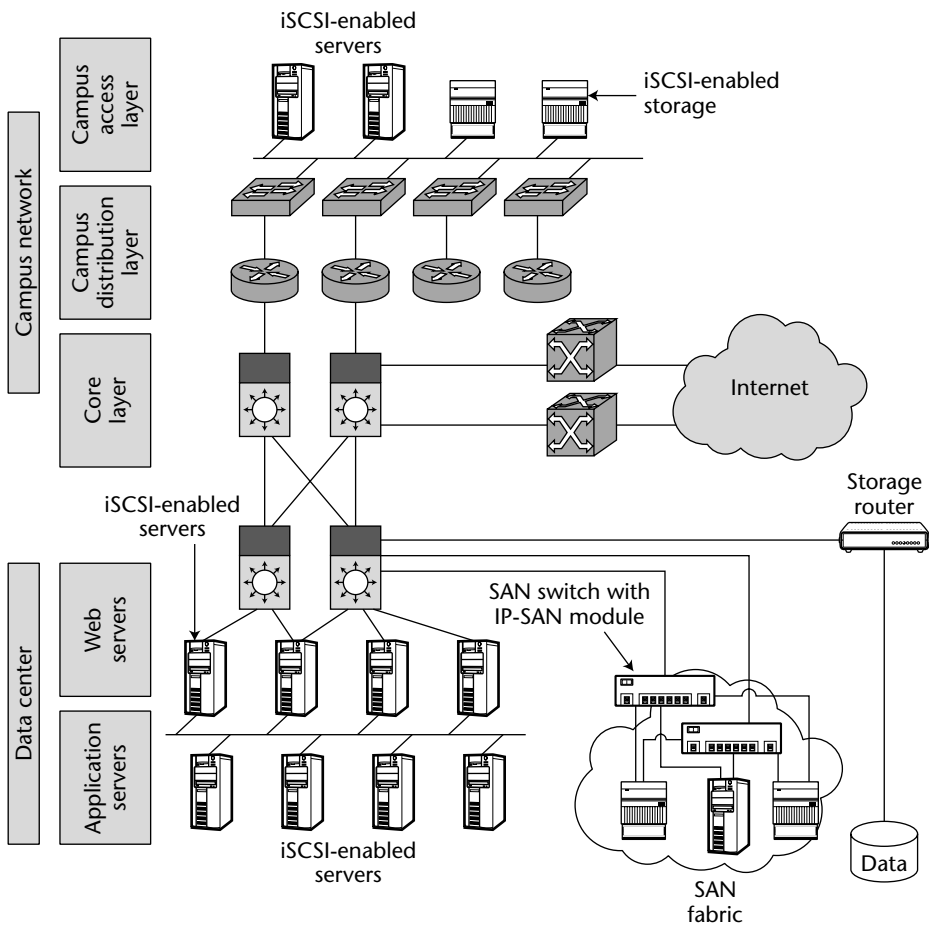 iSCSI-enabled
servers
Campus
access
layer
iSCSI-enabled
storage
Campus network
Campus
distribution
layer
Core
layer
Internet
iSCSI-enabled
servers
Storage
router
Data center
Web
servers
SAN switch with
IP-SAN module
Application
servers
iSCSI-enabled
servers
SAN
fabric
Data